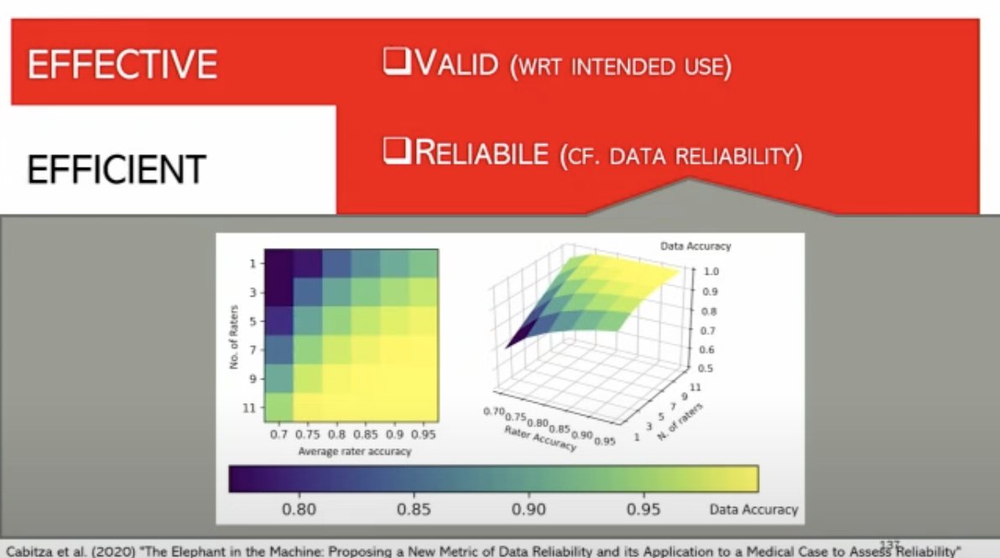 EFFECTIVE
❑VALID (WRT INTENDED USE)
EFFICIENT
❑RELIABILE (CF. DATA RELIABILITY)
No. of Raters
1
3
5
7
9
11
0.7 0.75 0.8 0.85 0.9 0.95
Average rater accuracy
Data Accuracy
1.0
0.9
0.8
0.7
0.6
0.5
0.70 0.75 0.80 0.85 0.90 0.95
Rater Accuracy
1 3 5 7 9 11
N. of raters
0.80 0.85 0.90 0.95 Data Accuracy
137
Cabitza et al. (2020) "The Elephant in the Machine: Proposing a New Metric of Data Reliability and its Application to a Medical Case to Assess Reliability"